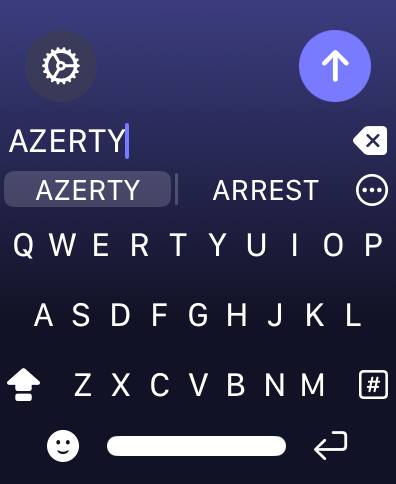 AZERTY
AZERTY ARREST
Q W E R T Y U I O P
A S D F G H J K L
Z X C V B N M #